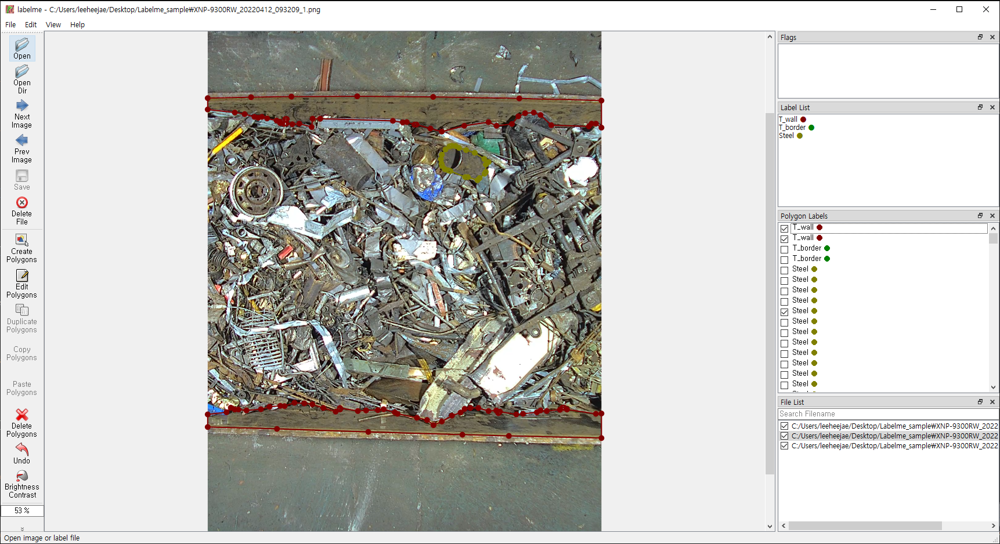 labelme - C:/Users/leeheejae/Desktop/Labelme_sample₩XNP-9300RW_20220412_093209_1.png
File Edit View Help
Open
Open
Dir
Next
Image
Prev
Image
Save
Delete
File
Create
Polygons
Edit
Polygons
Duplicate
Polygons
Copy
Polygons
Paste
Polygons
Delete
Polygons
Undo
Brightness
Contrast
53 %
Flags
Label List
T_wall
T_border
Steel
Polygon Labels
T_wall
T_wall
T_border
T_border
Steel
Steel
Steel
Steel
Steel
Steel
Steel
Steel
Steel
Steel
Steel
Steel
File List
Search Filename
C:/Users/leeheejae/Desktop/Labelme_sample₩XNP-9300RW_2022
C:/Users/leeheejae/Desktop/Labelme_sample₩XNP-9300RW_2022
C:/Users/leeheejae/Desktop/Labelme_sample₩XNP-9300RW_2022
Open image or label file